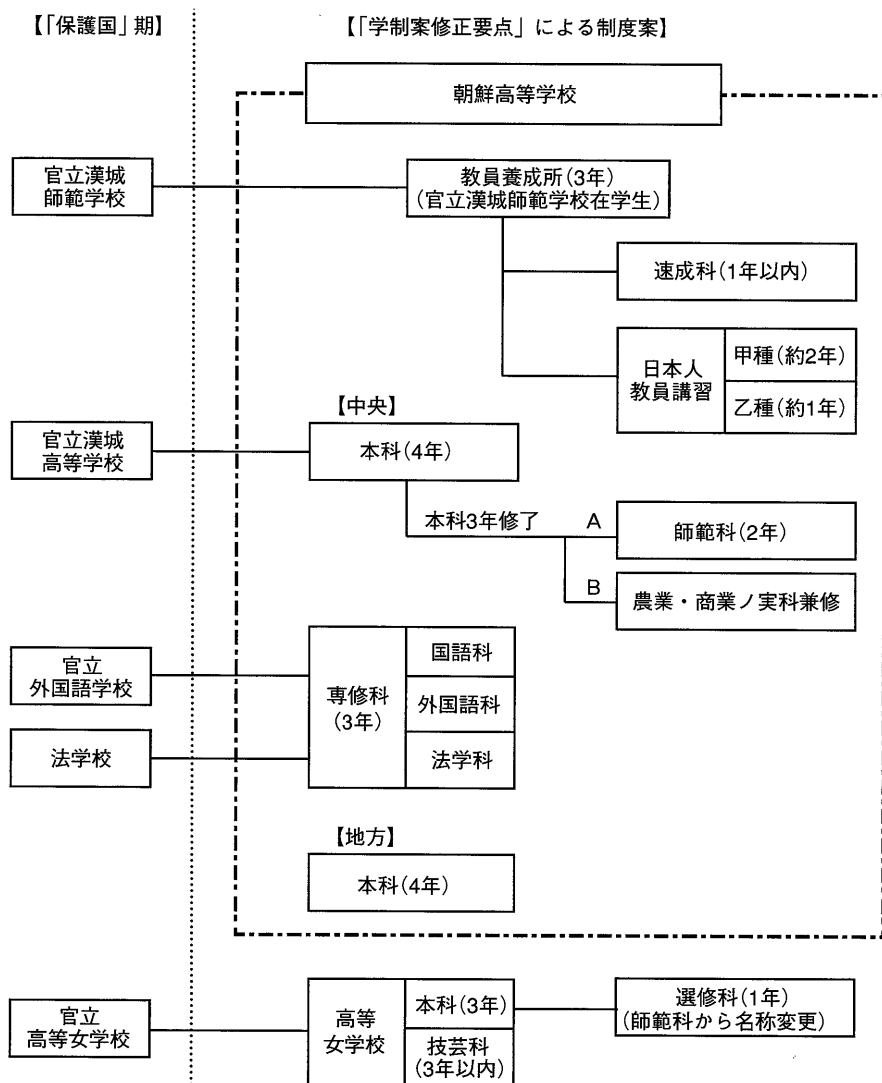 【「保護国」期】
【「学制案修正要点」による制度案】
朝鮮高等学校
官立漢城
師範学校
教員養成所(3年)
(官立漢城師範学校在学生)
速成科(1年以内)
日本人
教員講習
甲種(約2年)
乙種(約1年)
【中央】
官立漢城
高等学校
本科(4年)
本科3年修了
A
師範科(2年)
B
農業・商業ノ実科兼修
官立
外国語学校
法学校
専修科
(3年)
国語科
外国語科
法学科
【地方】
本科(4年)
官立
高等女学校
高等
女学校
本科(3年)
技芸科
(3年以内)
選修科(1年)
(師範科から名称変更)